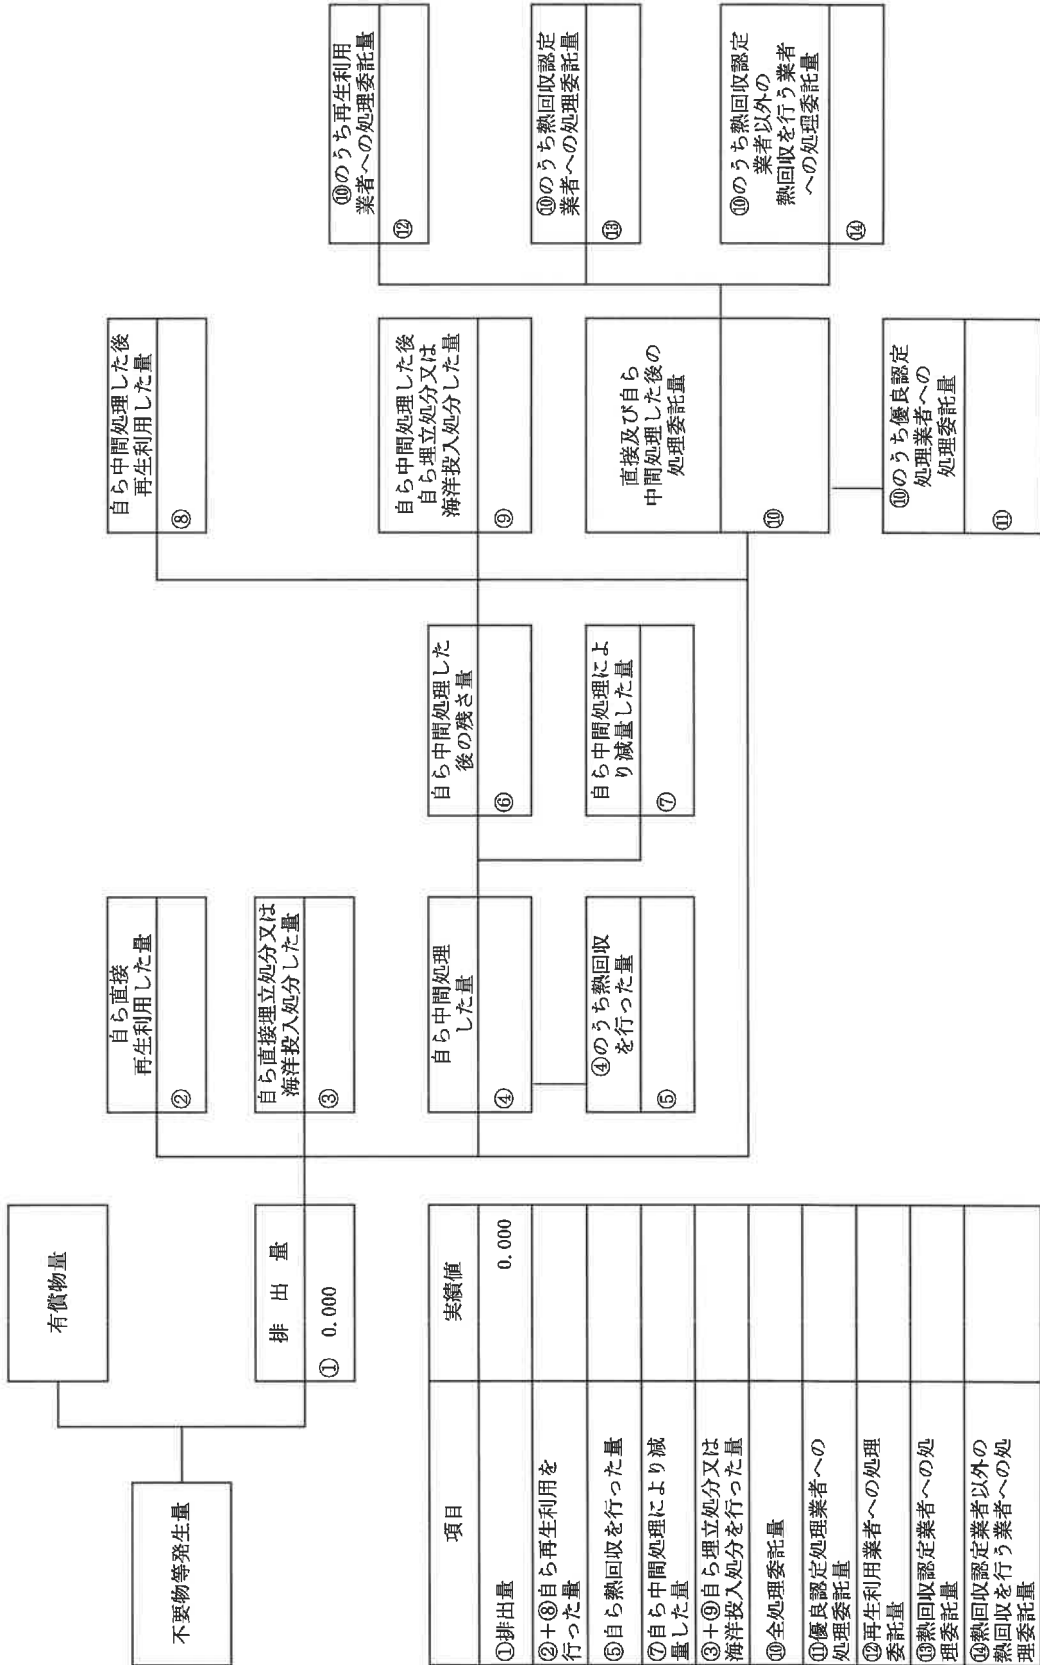 不要物等発生量
有償物量
排 出 量
① 0.000
自ら直接
再生利用した量
②
自ら直接埋立処分又は
海洋投入処分した量
③
自ら中間処理
した量
④
④のうち熱回収
を行った量
⑤
自ら中間処理した
後の残さ量
⑥
自ら中間処理によ
り減量した量
⑦
自ら中間処理した後
再生利用した量
⑧
自ら中間処理した後
自ら埋立処分又は
海洋投入処分した量
⑨
直接及び自ら
中間処理した後の
処理委託量
⑩
⑩のうち優良認定
処理業者への
処理委託量
⑪
⑩のうち再生利用
業者への処理委託量
⑫
⑩のうち熱回収認定
業者への処理委託量
⑬
⑩のうち熱回収認定
業者以外の
熱回収を行う業者
への処理委託量
⑭
項目 実績値
①排出量 0.000
②+⑧自ら再生利用を
行った量
⑤自ら熱回収を行った量
⑦自ら中間処理により減
量した量
③+⑨自ら埋立処分又は
海洋投入処分を行った量
⑩全処理委託量
⑪優良認定処理業者への
処理委託量
⑫再生利用業者への処理
委託量
⑬熱回収認定業者への処
理委託量
⑭熱回収認定業者以外の
熱回収を行う業者への処
理委託量